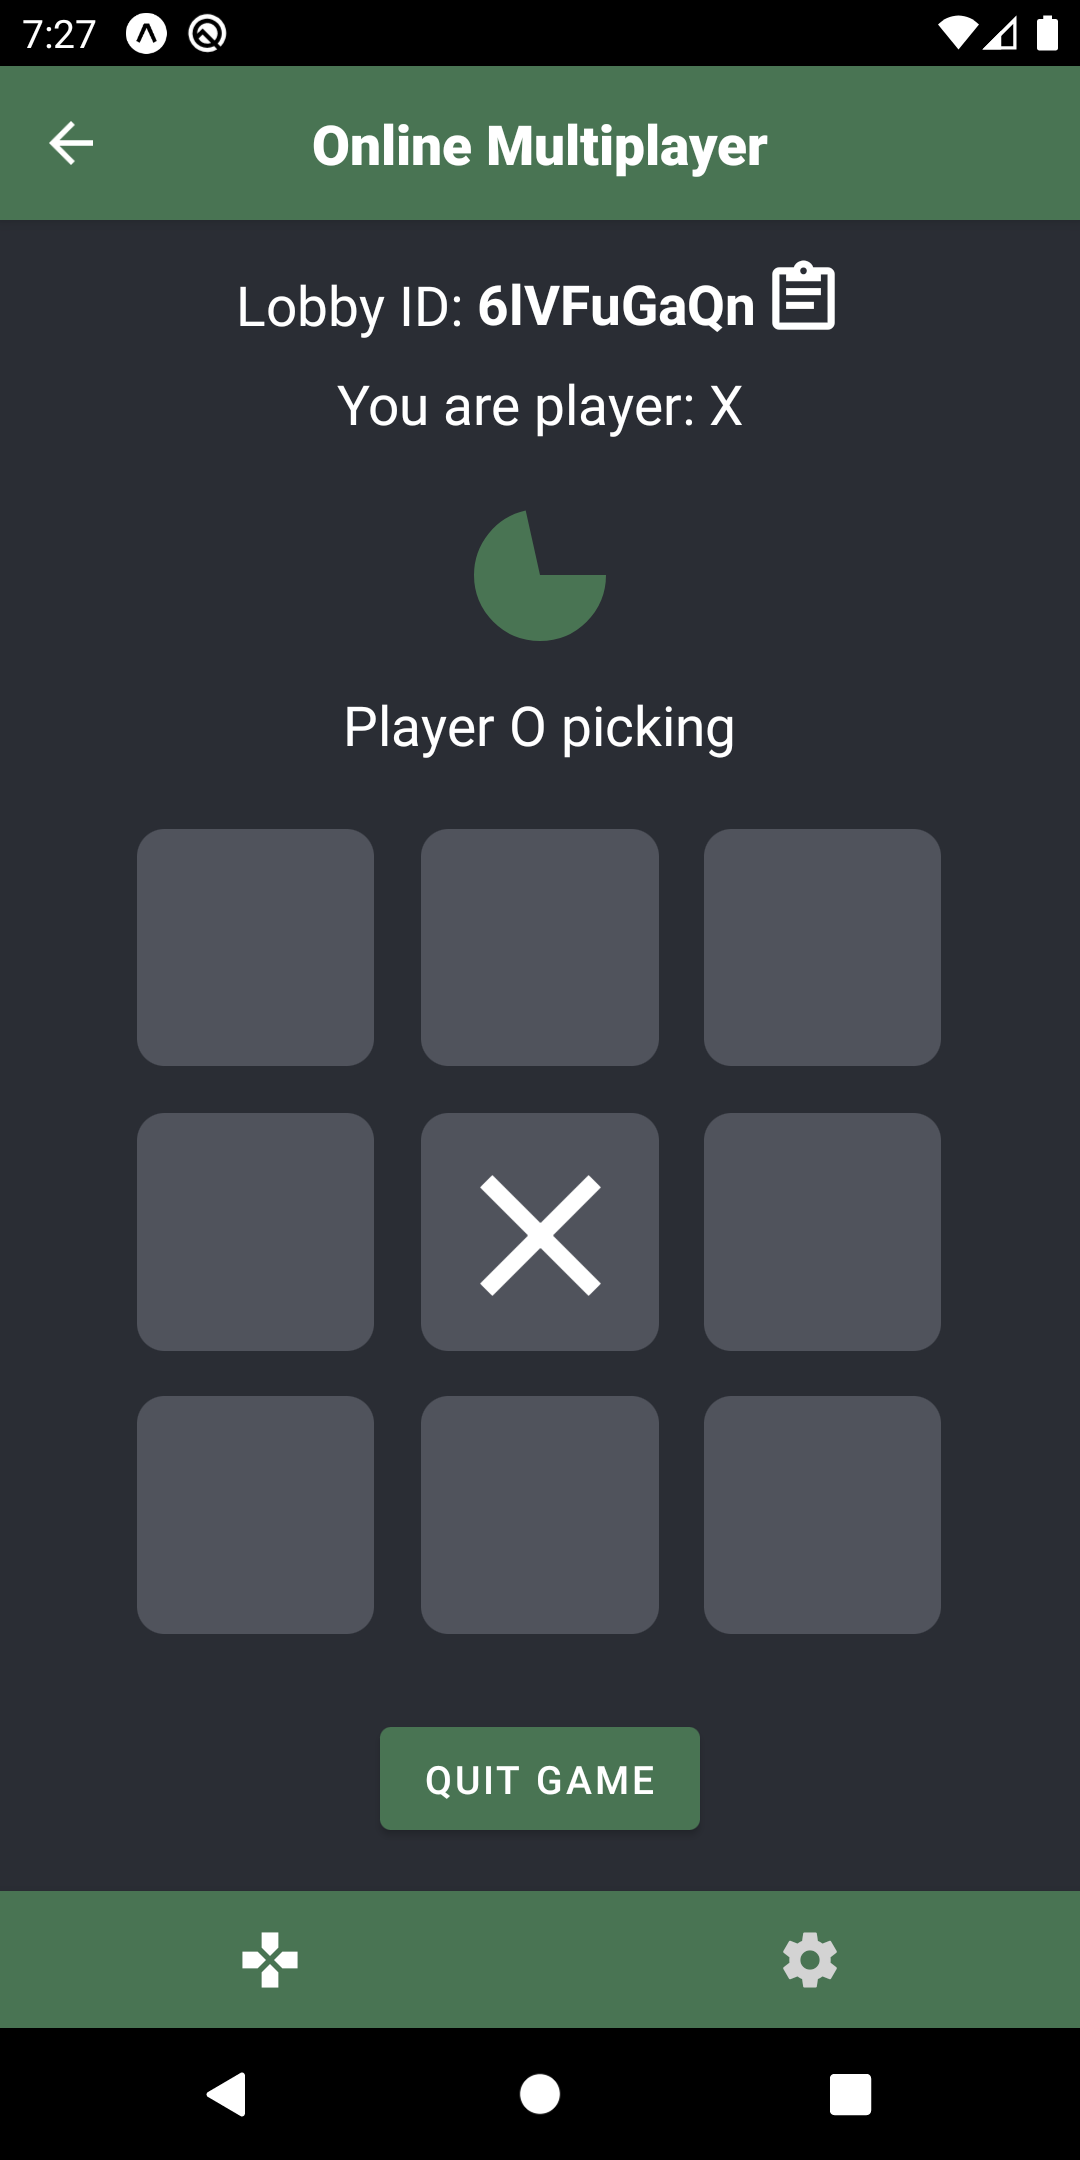 7:27
Online Multiplayer
Lobby ID: 6lVFuGaQn
You are player: X
Player O picking
QUIT GAME